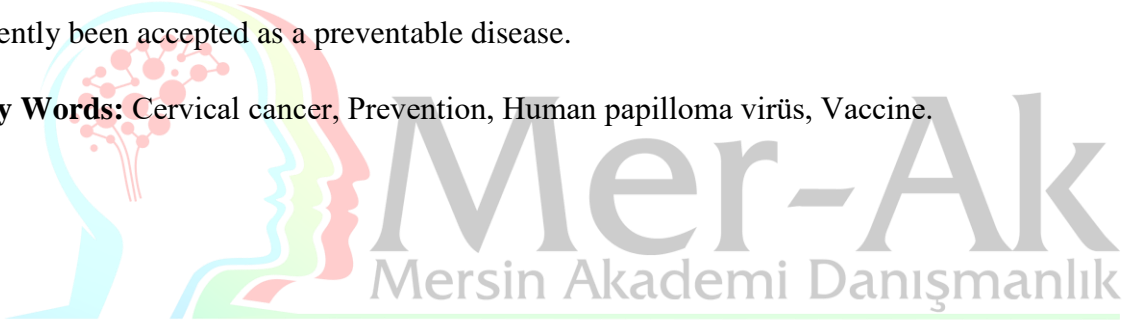 ently been accepted as a preventable disease.
y Words: Cervical cancer, Prevention, Human papilloma virüs, Vaccine.
Mer-Ak
Mersin Akademi Danışmanlık